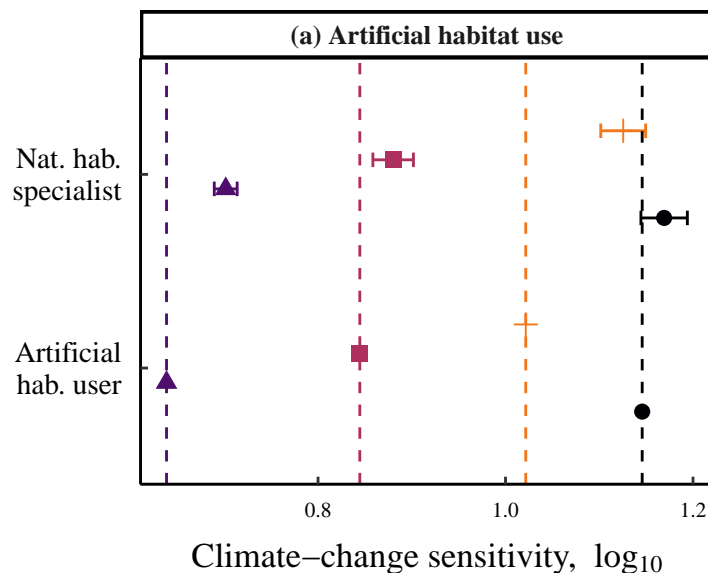 (a) Artificial habitat use
Nat. hab.
specialist
Artificial
hab. user
0.8 1.0 1.2
Climate−change sensitivity, log₁₀